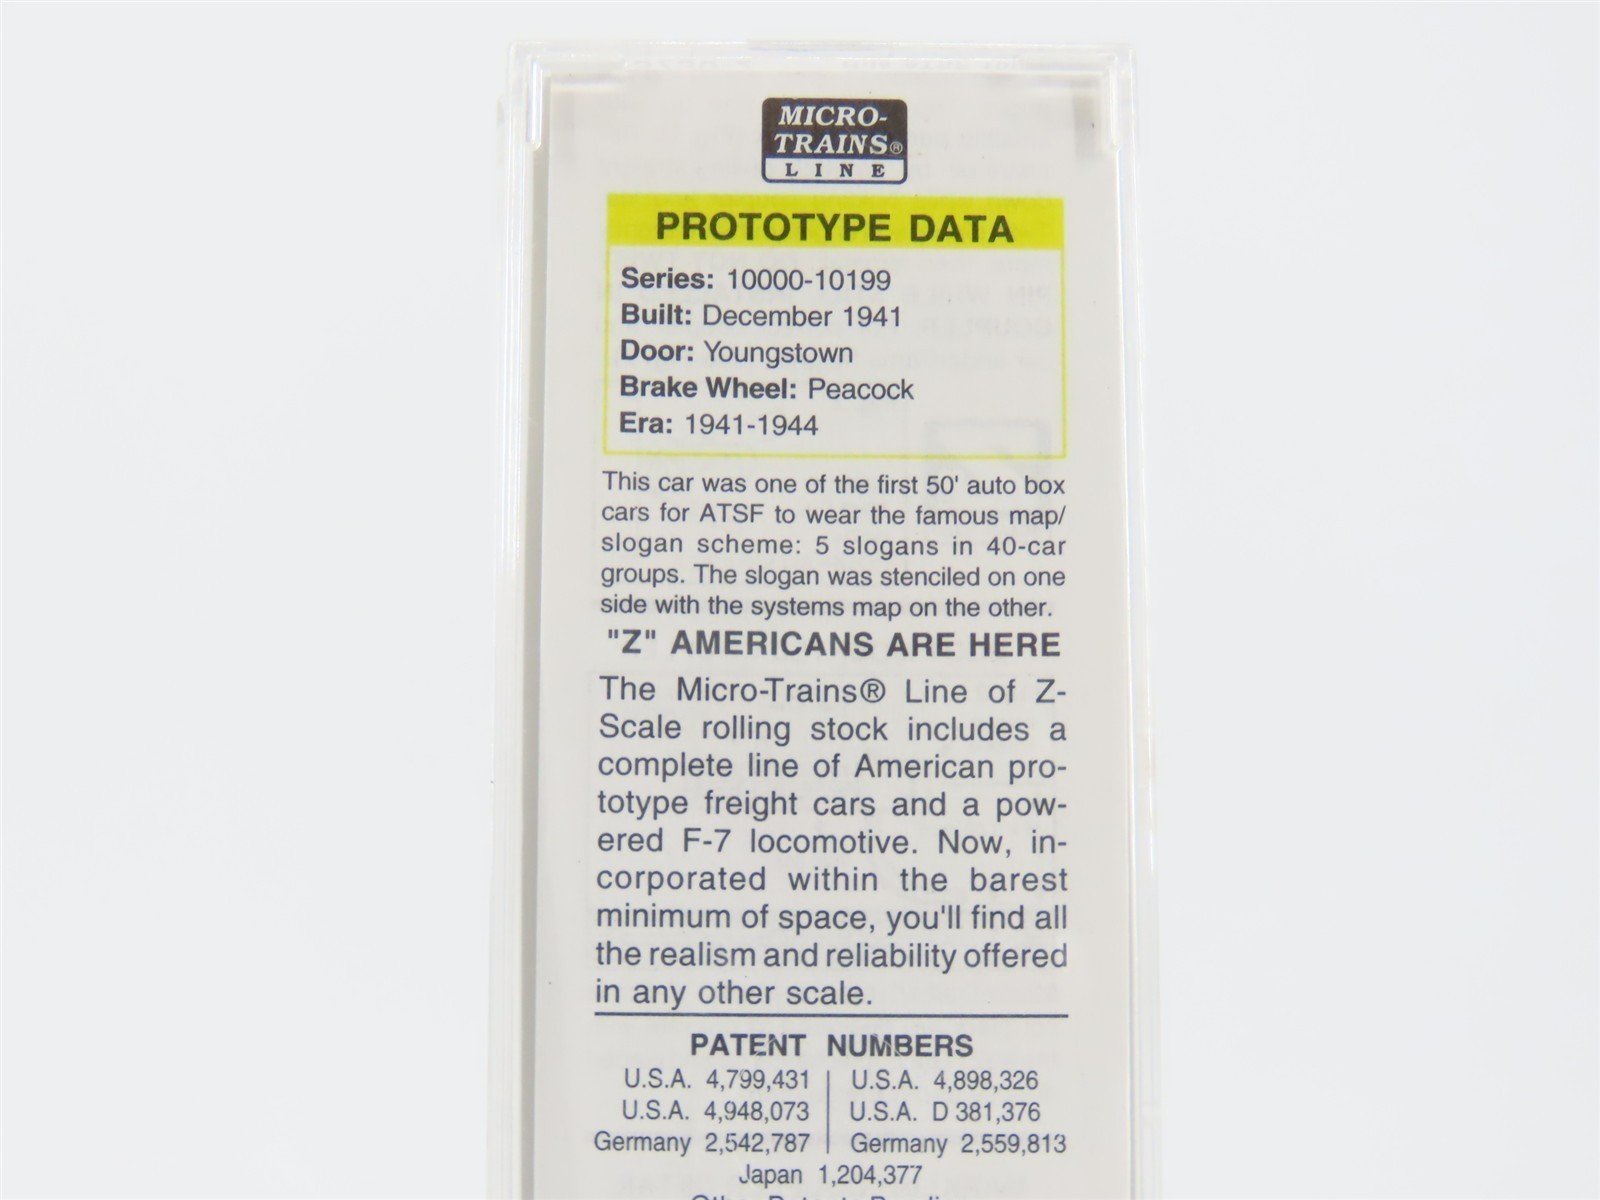 MICRO-
TRAINS®
LINE
PROTOTYPE DATA
Series: 10000-10199
Built: December 1941
Door: Youngstown
Brake Wheel: Peacock
Era: 1941-1944
This car was one of the first 50' auto box
cars for ATSF to wear the famous map/
slogan scheme: 5 slogans in 40-car
groups. The slogan was stenciled on one
side with the systems map on the other.
"Z" AMERICANS ARE HERE
The Micro-Trains® Line of Z-
Scale rolling stock includes a
complete line of American pro-
totype freight cars and a pow-
ered F-7 locomotive. Now, in-
corporated within the barest
minimum of space, you'll find all
the realism and reliability offered
in any other scale.
PATENT NUMBERS
U.S.A. 4,799,431 | U.S.A. 4,898,326
U.S.A. 4,948,073 | U.S.A. D 381,376
Germany 2,542,787 | Germany 2,559,813
Japan 1,204,377